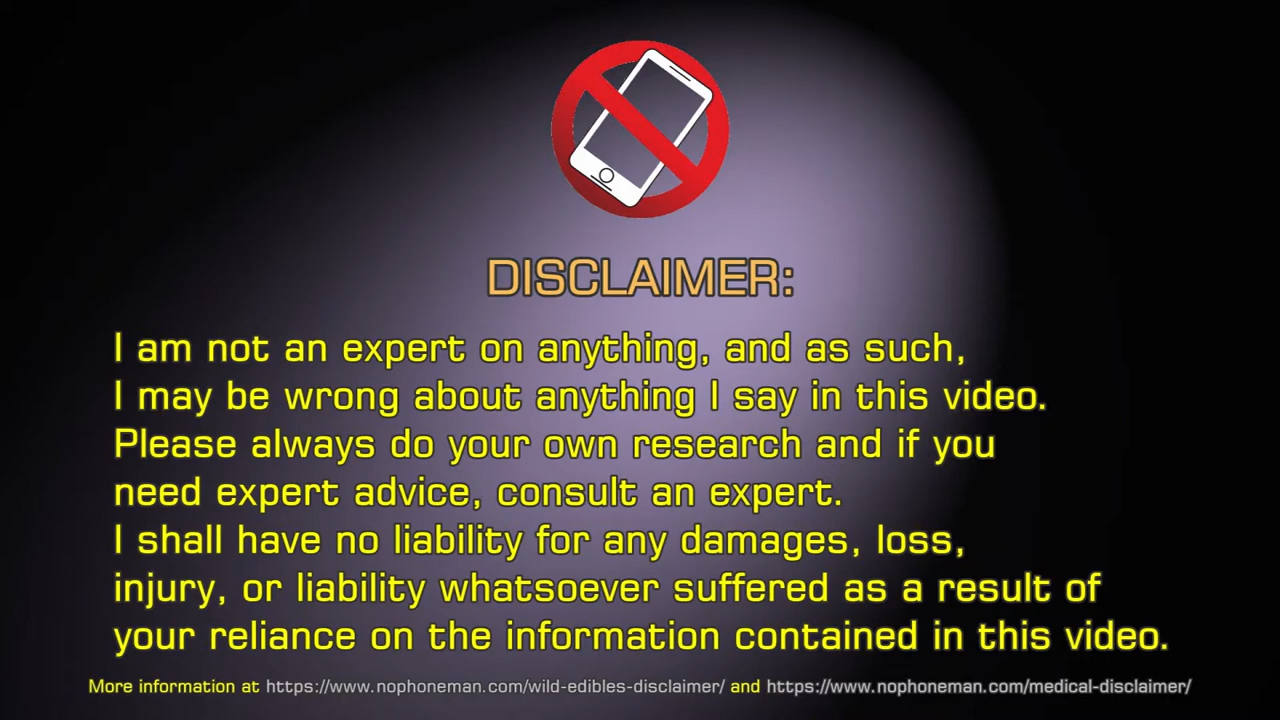 DISCLAIMER:
I am not an expert on anything, and as such,
I may be wrong about anything I say in this video.
Please always do your own research and if you
need expert advice, consult an expert.
I shall have no liability for any damages, loss,
injury, or liability whatsoever suffered as a result of
your reliance on the information contained in this video.
More information at https://www.nophoneman.com/wild-edibles-disclaimer/ and https://www.nophoneman.com/medical-disclaimer/